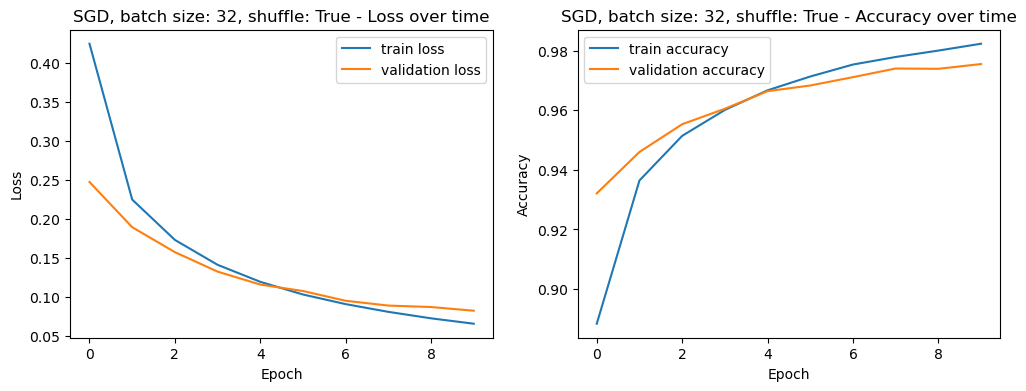 SGD, batch size: 32, shuffle: True - Loss over time
train loss
validation loss
0.40
0.35
0.30
0.25
0.20
0.15
0.10
0.05
Loss
0 2 4 6 8
Epoch
SGD, batch size: 32, shuffle: True - Accuracy over time
train accuracy
validation accuracy
0.98
0.96
0.94
0.92
0.90
Accuracy
0 2 4 6 8
Epoch